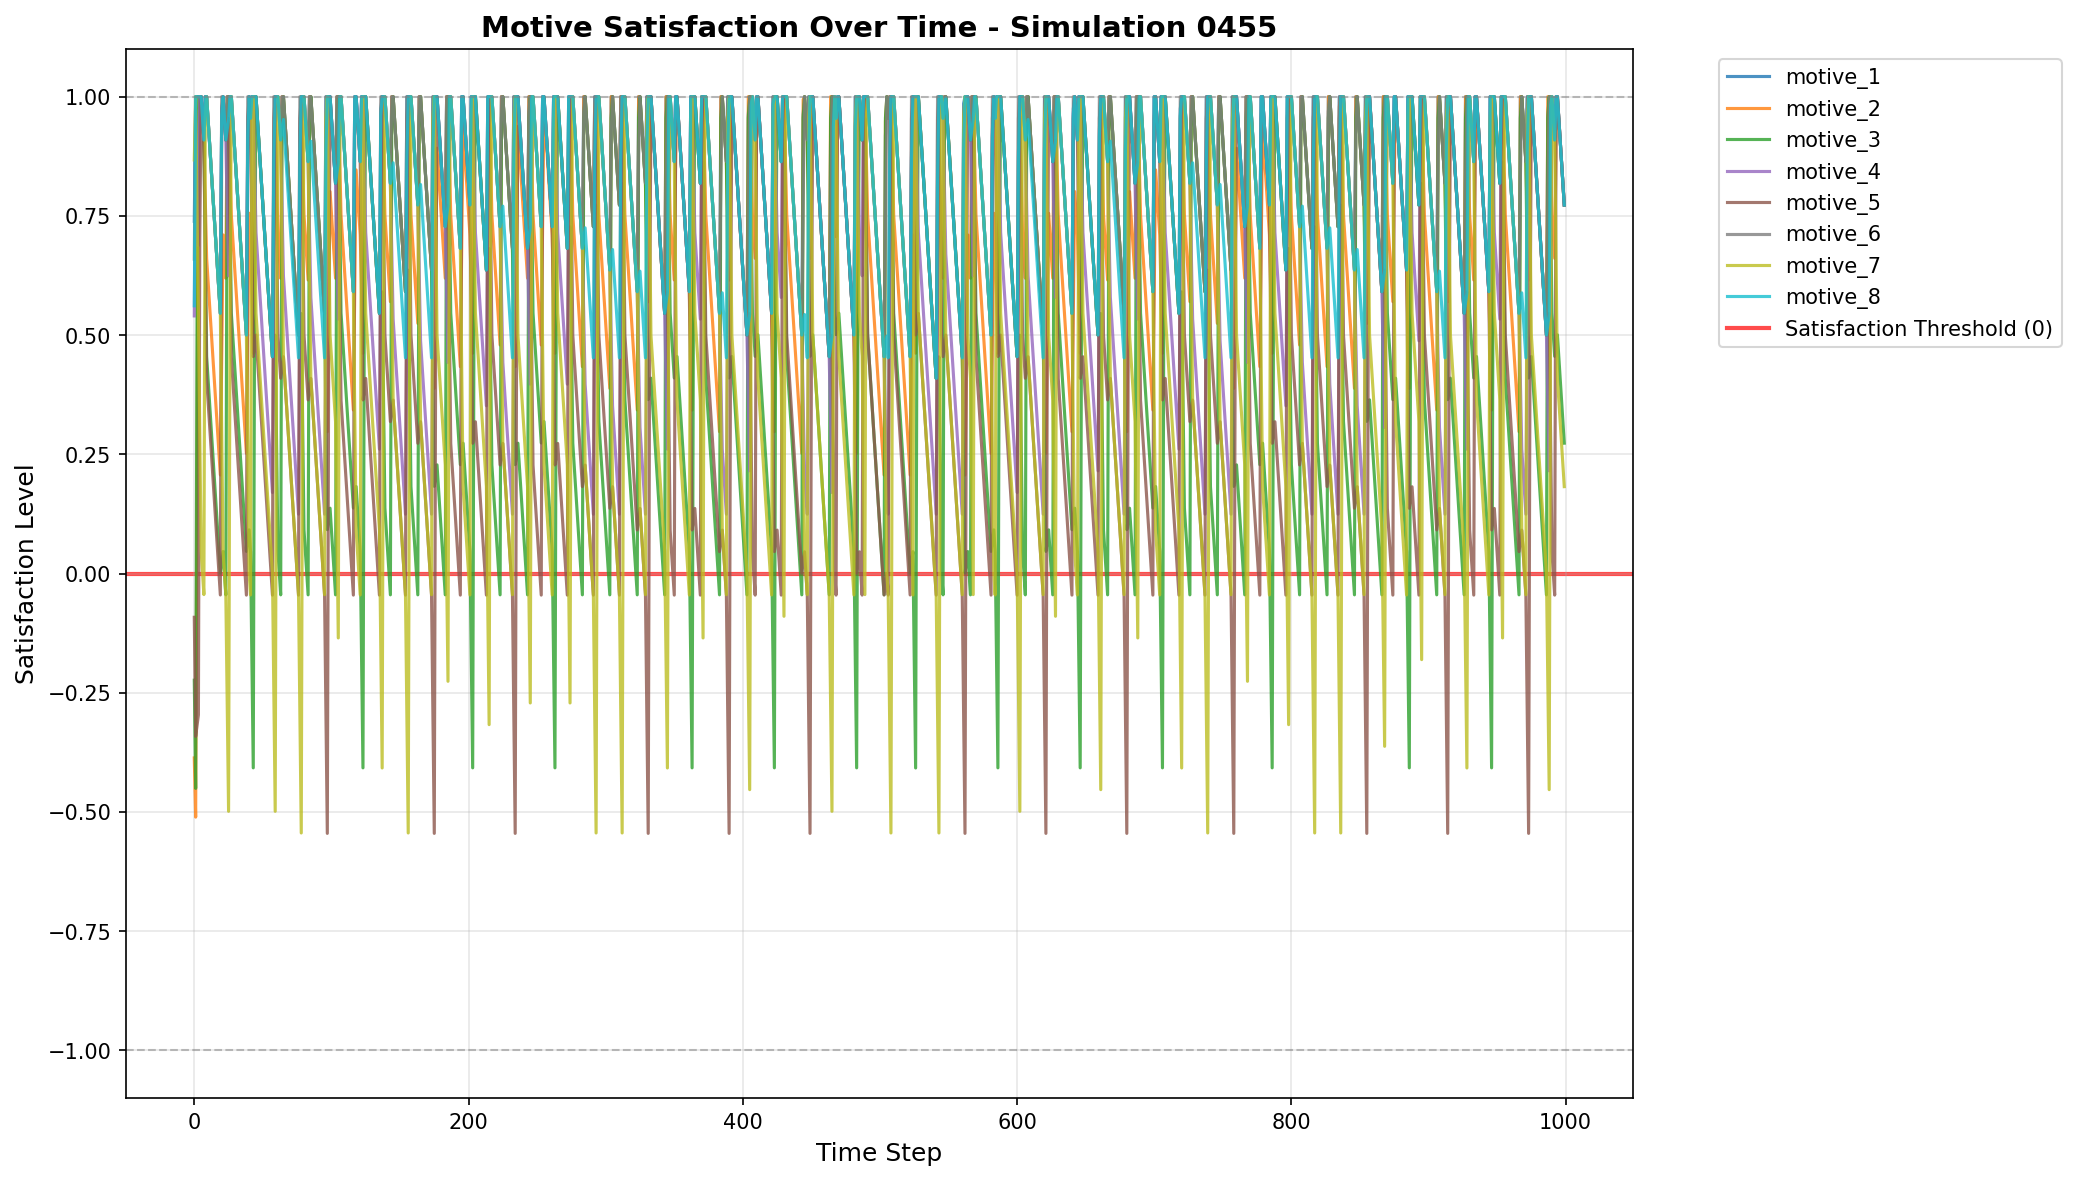 Motive Satisfaction Over Time - Simulation 0455
1.00
0.75
0.50
0.25
0.00
−0.25
−0.50
−0.75
−1.00
Satisfaction Level
0
200
400
600
800
1000
Time Step
motive_1
motive_2
motive_3
motive_4
motive_5
motive_6
motive_7
motive_8
Satisfaction Threshold (0)